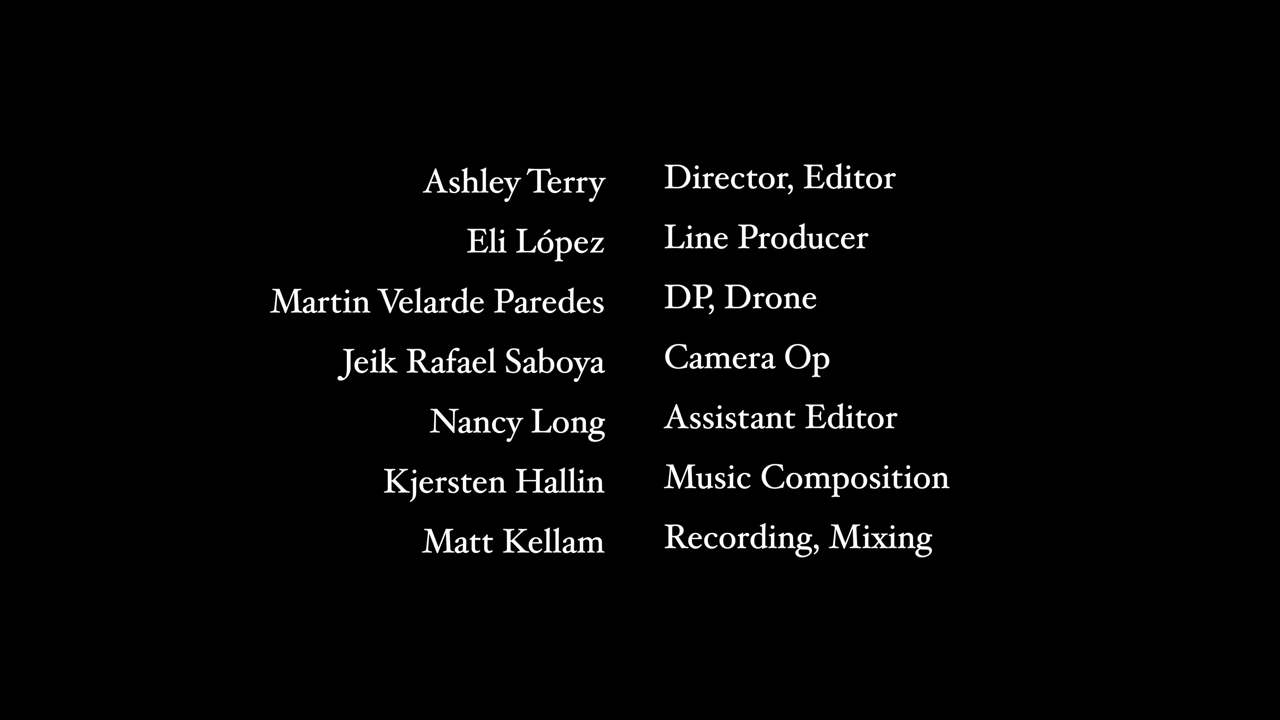 Ashley Terry Director, Editor
Eli López Line Producer
Martin Velarde Paredes DP, Drone
Jeik Rafael Saboya Camera Op
Nancy Long Assistant Editor
Kjersten Hallin Music Composition
Matt Kellam Recording, Mixing